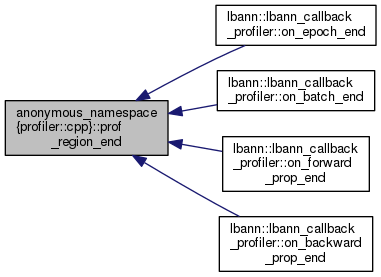 anonymous_namespace
{profiler::cpp}::prof
_region_end
lbann::lbann_callback
_profiler::on_epoch_end
lbann::lbann_callback
_profiler::on_batch_end
lbann::lbann_callback
_profiler::on_forward
_prop_end
lbann::lbann_callback
_profiler::on_backward
_prop_end